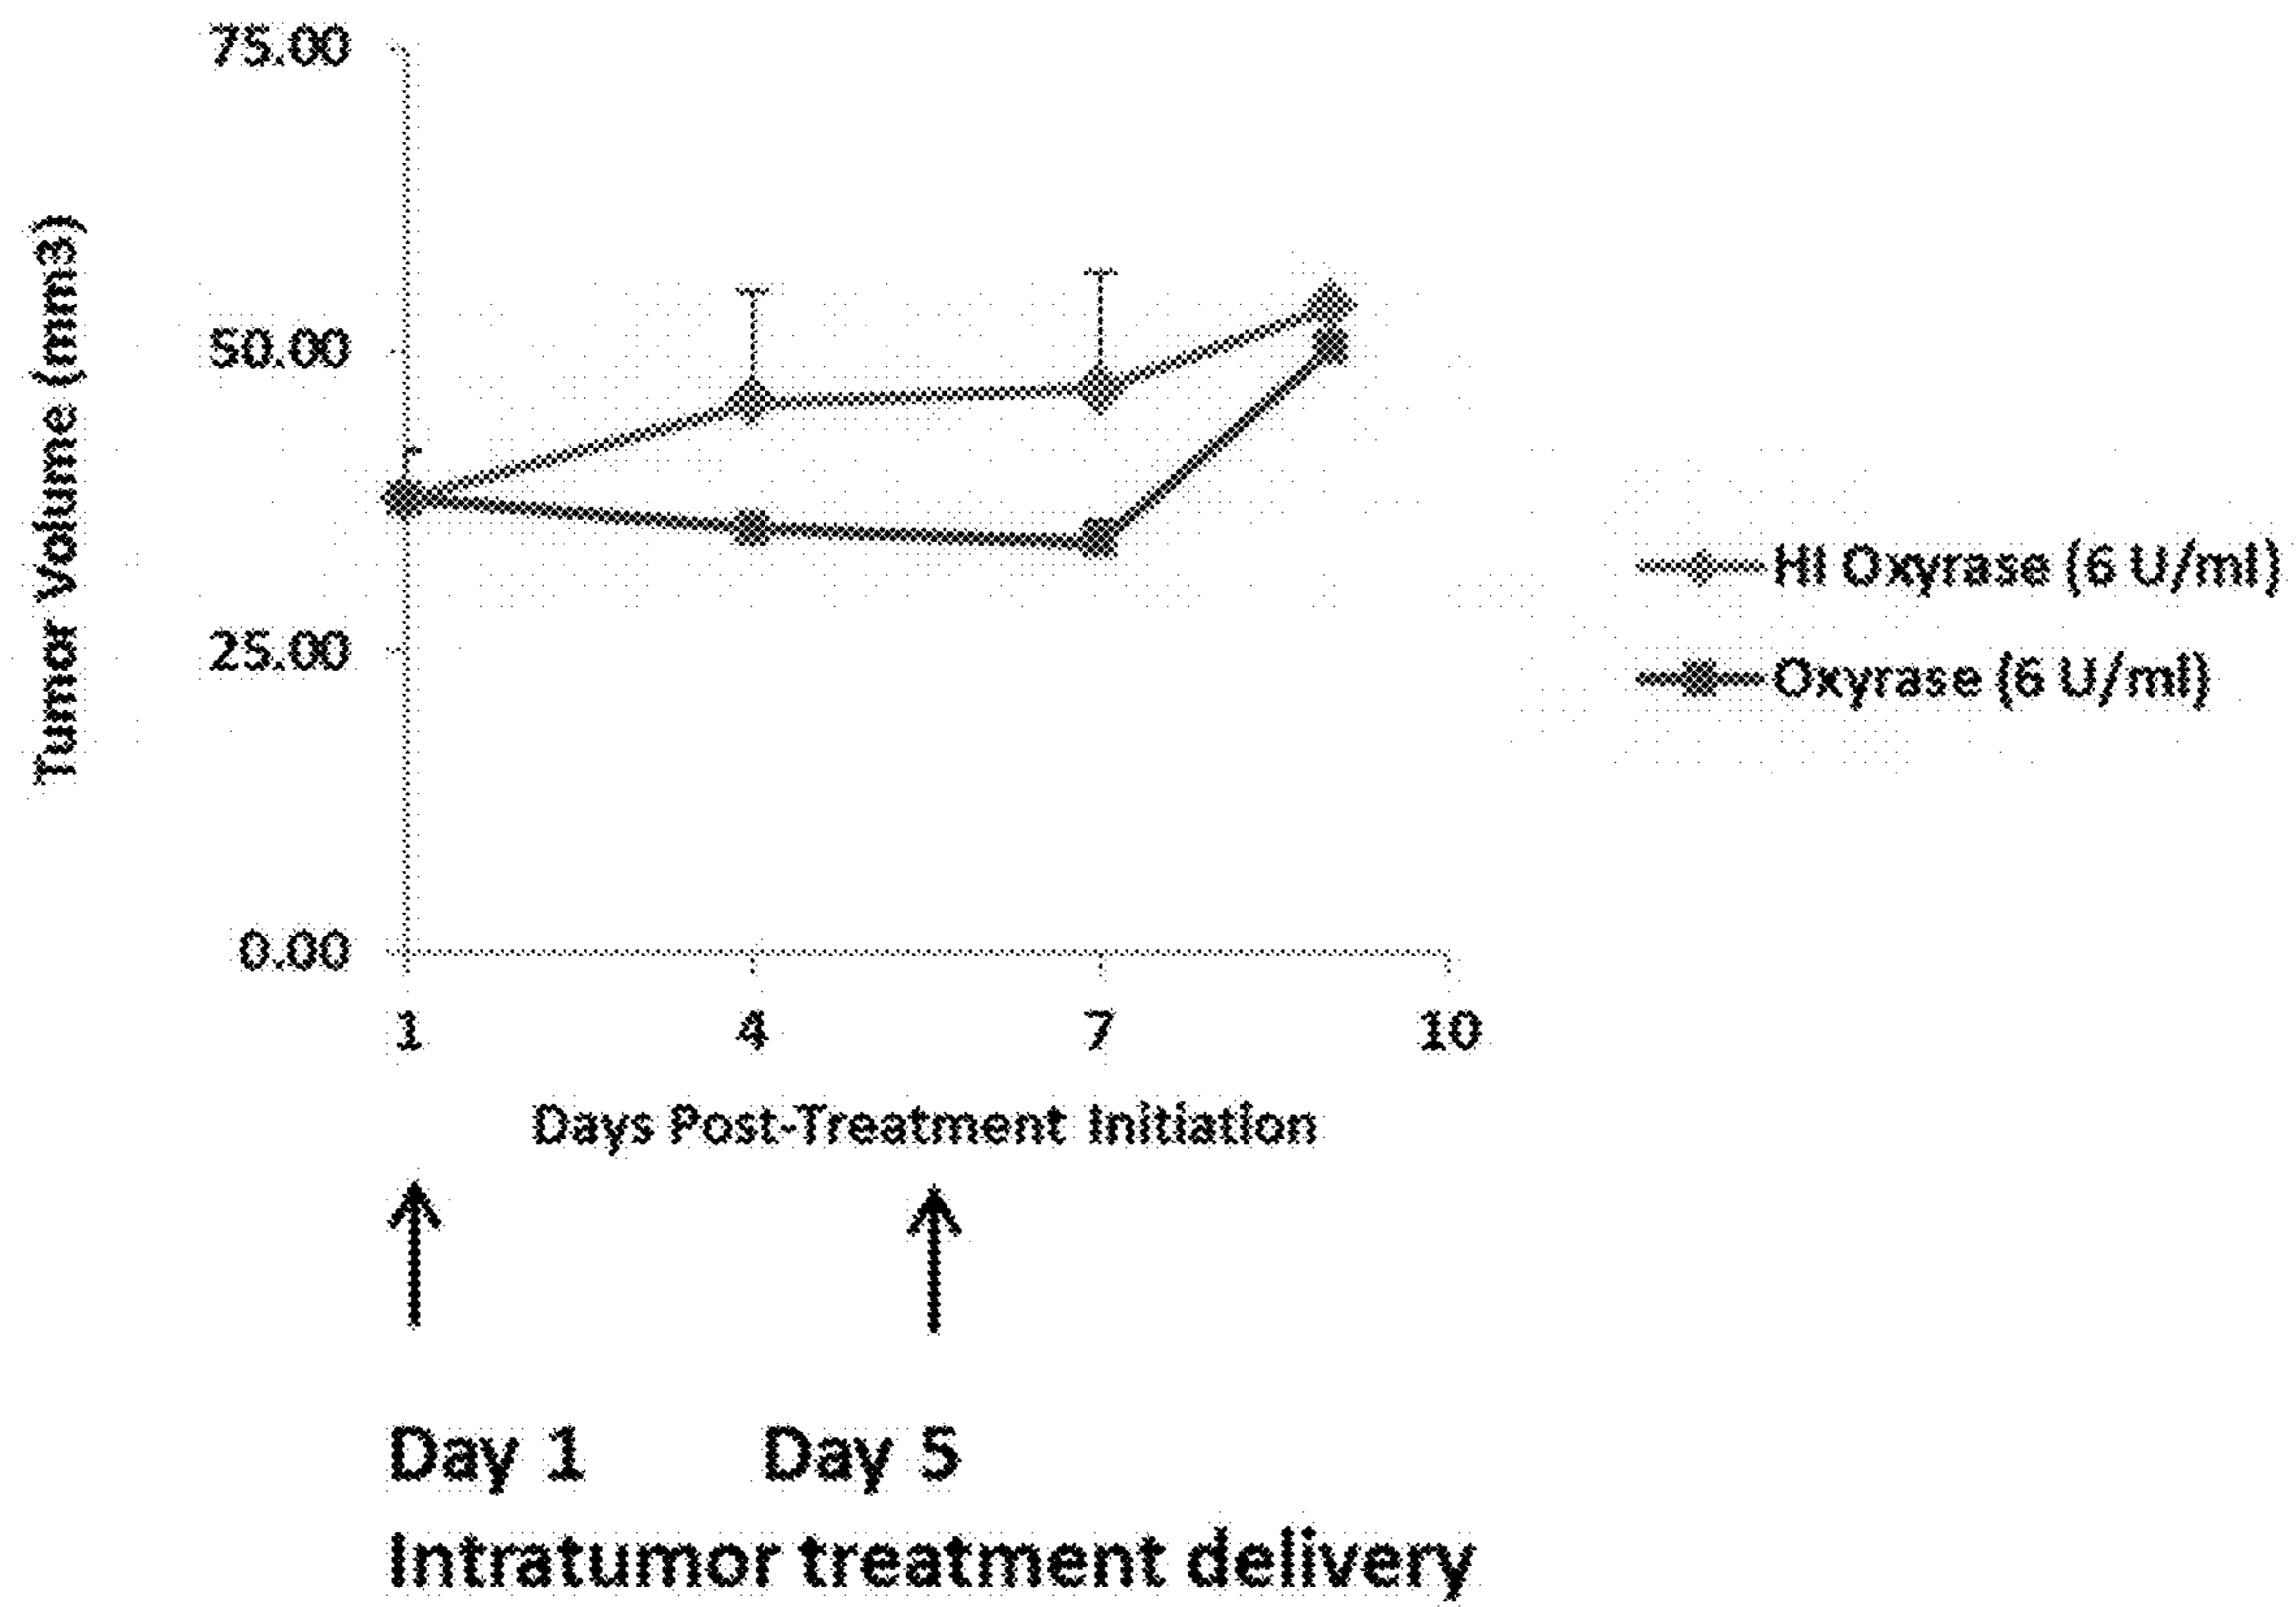 75.00
50.00
25.00
0.00
Tumor Volume (mm3)
1 4 7 10
Days Post-Treatment Initiation
HI Oxyrase (6 U/ml)
Oxyrase (6 U/ml)
Day 1 Day 5
Intratumor treatment delivery